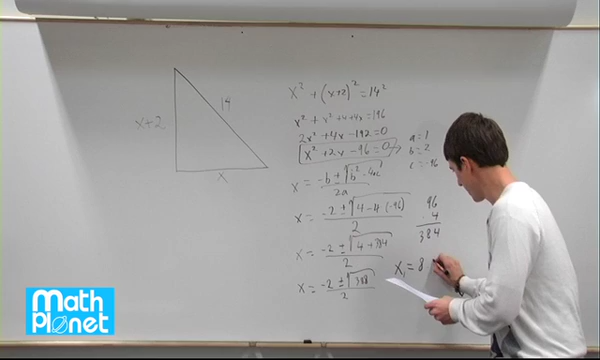 x+2
14
x
x² + (x+2)² = 14²
x² + x² + 4 + 4x = 196
2x² + 4x - 192 = 0
x² + 2x - 96 = 0
a = 1
b = 2
c = -96
x = (-b ± √(b² - 4ac))/2a
x = (-2 ± √(4 - 4·(-96)))/2
96
· 4
384
x = (-2 ± √(4 + 384))/2
x = (-2 ± √388)/2
x₁ = 8
Math
Planet